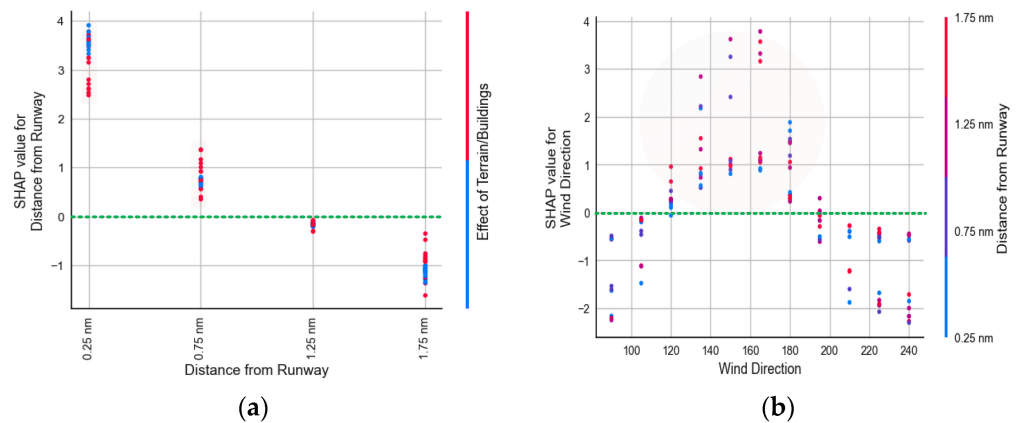 4
3
2
1
0
−1
SHAP value for
Distance from Runway
0.25 nm
0.75 nm
1.25 nm
1.75 nm
Distance from Runway
Effect of Terrain/Buildings
(a)
4
3
2
1
0
−1
−2
SHAP value for
Wind Direction
100
120
140
160
180
200
220
240
Wind Direction
1.75 nm
1.25 nm
0.75 nm
0.25 nm
Distance from Runway
(b)